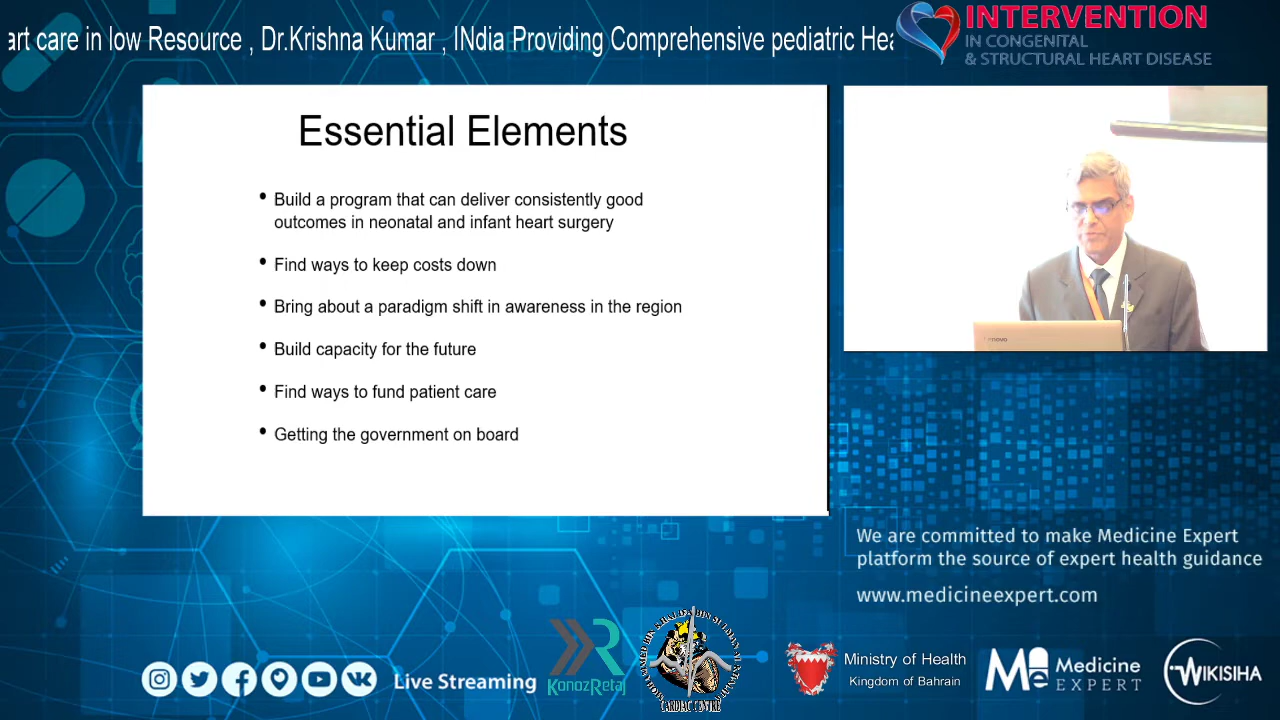 art care in low Resource , Dr.Krishna Kumar , INdia Providing Comprehensive pediatric Hea
INTERVENTION
IN CONGENITAL
& STRUCTURAL HEART DISEASE
Essential Elements
• Build a program that can deliver consistently good
outcomes in neonatal and infant heart surgery
• Find ways to keep costs down
• Bring about a paradigm shift in awareness in the region
• Build capacity for the future
• Find ways to fund patient care
• Getting the government on board
We are committed to make Medicine Expert
platform the source of expert health guidance
www.medicineexpert.com
Live Streaming
KanozRetaj
CARDIAC CENTRE
Ministry of Health
Kingdom of Bahrain
Me Medicine
EXPERT
WIKISIHA